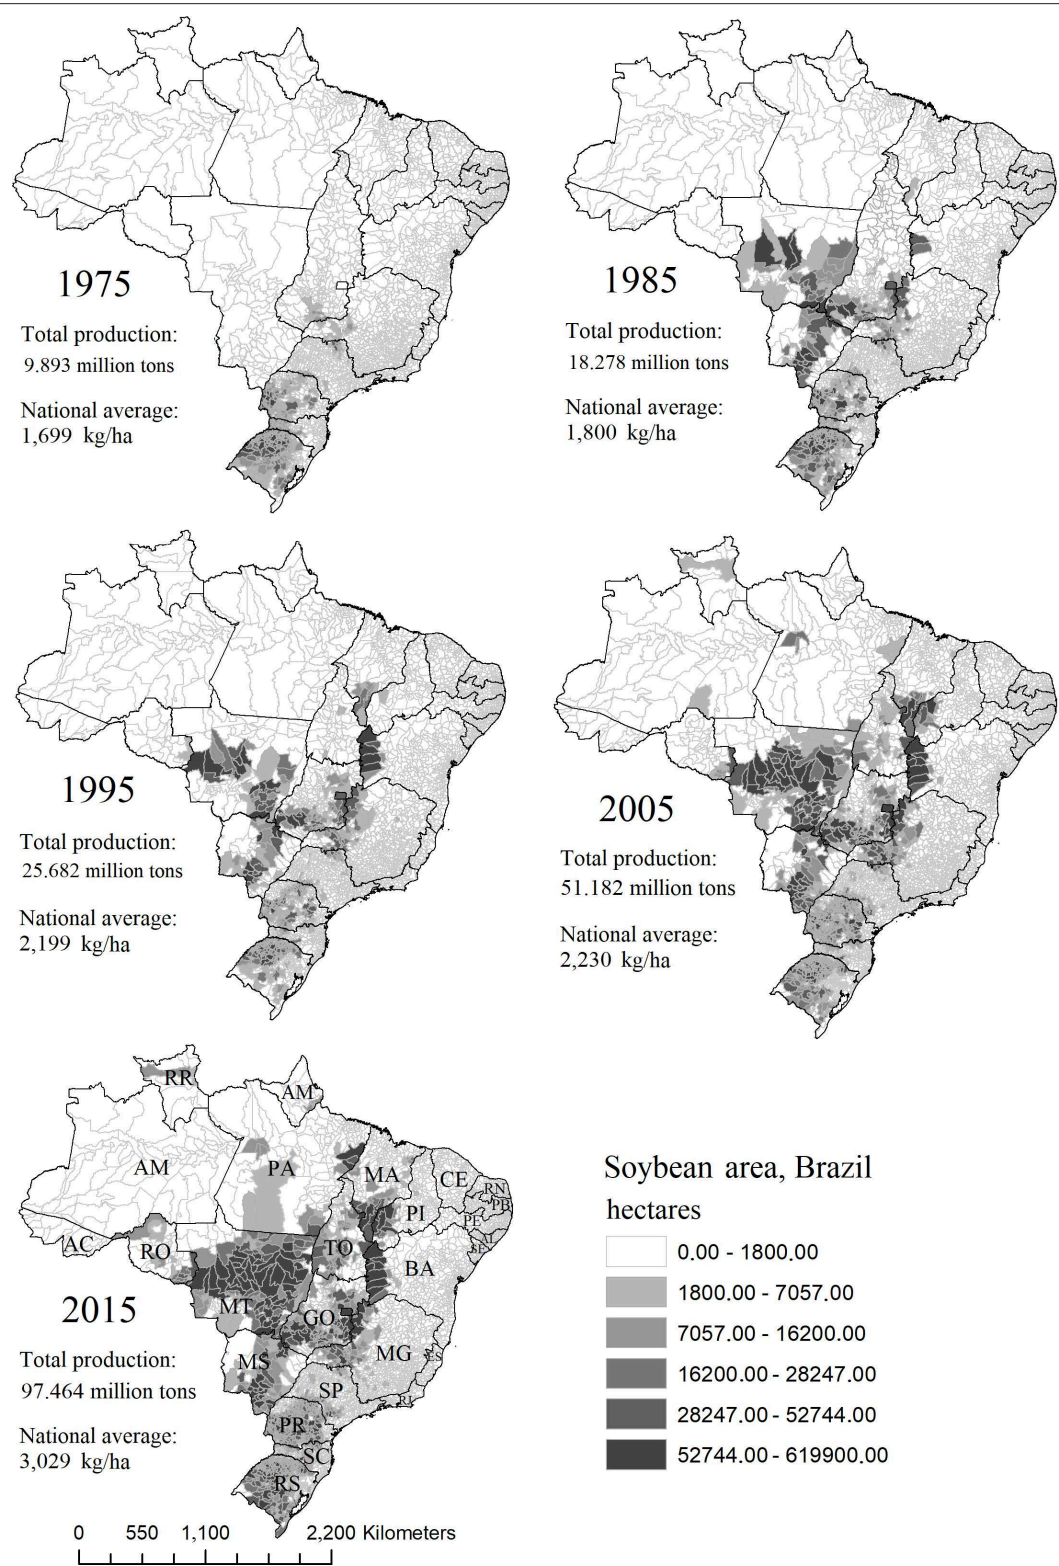 1975
Total production:
9.893 million tons
National average:
1,699 kg/ha
1985
Total production:
18.278 million tons
National average:
1,800 kg/ha
1995
Total production:
25.682 million tons
National average:
2,199 kg/ha
2005
Total production:
51.182 million tons
National average:
2,230 kg/ha
RR
AM
AM
PA
MA
CE
RN
PB
PI
PE
AL
SE
AC
RO
TO
BA
MT
GO
2015
MS
MG
ES
SP
RJ
PR
SC
RS
Total production:
97.464 million tons
National average:
3,029 kg/ha
0 550 1,100 2,200 Kilometers
Soybean area, Brazil
hectares
0.00 - 1800.00
1800.00 - 7057.00
7057.00 - 16200.00
16200.00 - 28247.00
28247.00 - 52744.00
52744.00 - 619900.00